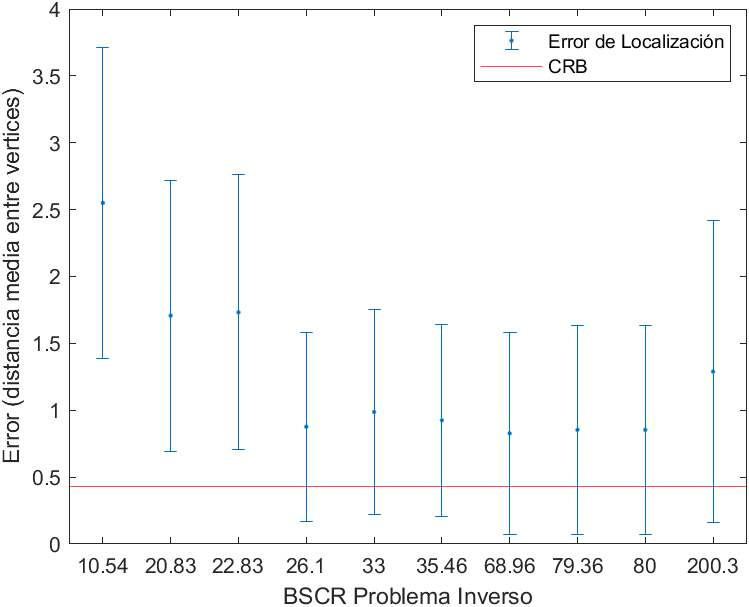 4
3.5
3
2.5
2
1.5
1
0.5
0
Error (distancia media entre vertices)
Error de Localización
CRB
10.54 20.83 22.83 26.1 33 35.46 68.96 79.36 80 200.3
BSCR Problema Inverso